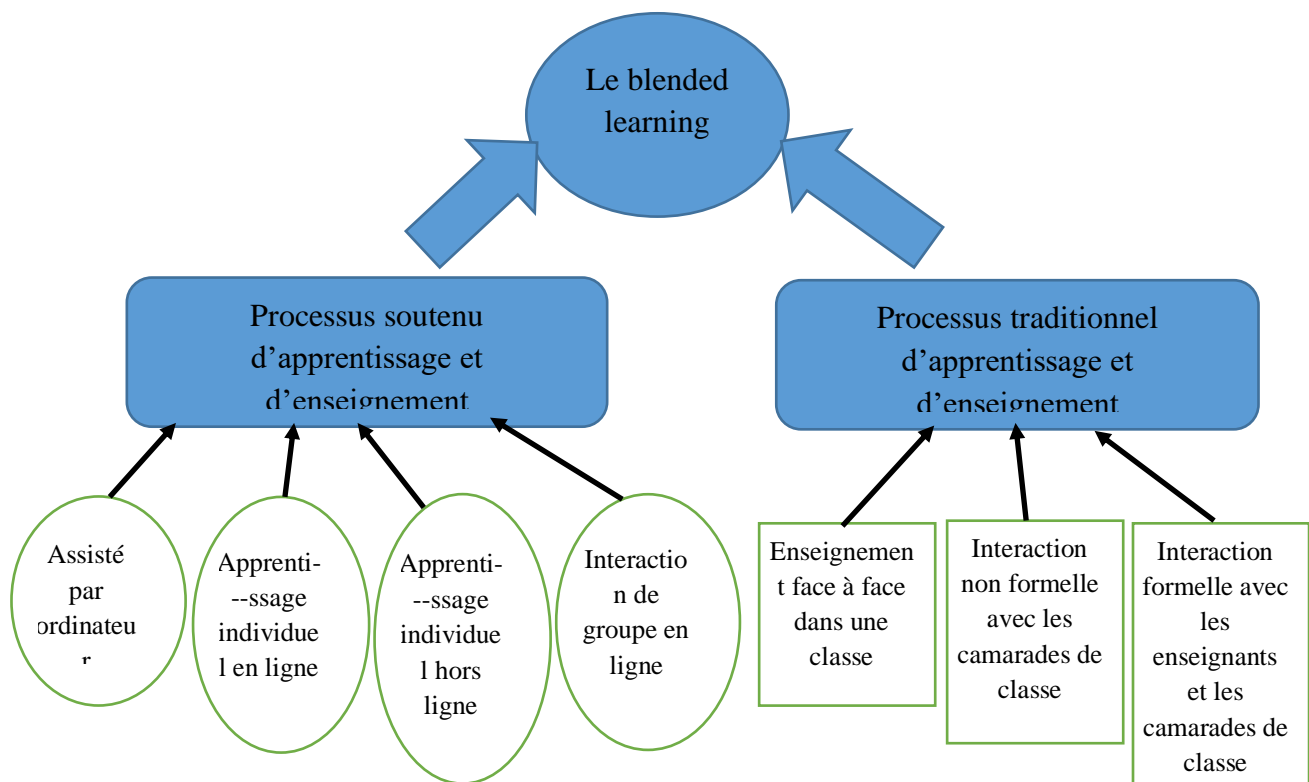 Le blended
learning
Processus soutenu
d’apprentissage et
d’enseignement
Processus traditionnel
d’apprentissage et
d’enseignement
Assisté
par
ordinateu
r
Apprenti-
--ssage
individue
l en ligne
Apprenti-
--ssage
individue
l hors
ligne
Interactio
n de
groupe en
ligne
Enseignemen
t face à face
dans une
classe
Interaction
non formelle
avec les
camarades de
classe
Interaction
formelle avec
les
enseignants
et les
camarades de
classe